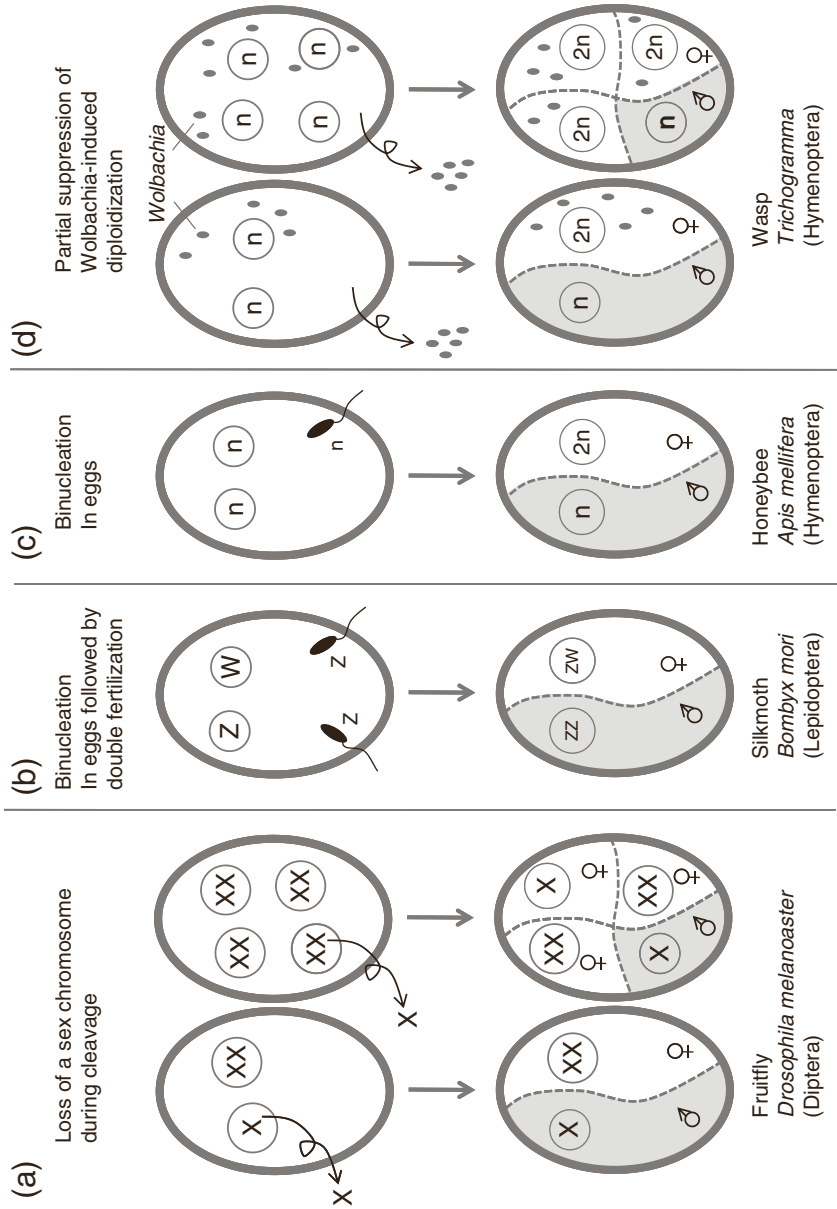 (a)
Loss of a sex chromosome
during cleavage
X XX
X
XX XX
XX XX
X
X XX
♂ ♀
XX X
♀ ♀
X XX
♂ ♀
Fruitfly
Drosophila melanoaster
(Diptera)
(b)
Binucleation
In eggs followed by
double fertilization
Z W
Z Z
ZZ ZW
♂ ♀
Silkmoth
Bombyx mori
(Lepidoptera)
(c)
Binucleation
In eggs
n n
n
n 2n
♂ ♀
Honeybee
Apis mellifera
(Hymenoptera)
(d)
Partial suppression of
Wolbachia-induced
diploidization
Wolbachia
n n
n n
n n
n 2n
♂ ♀
2n 2n
n 2n
♂ ♀
Wasp
Trichogramma
(Hymenoptera)